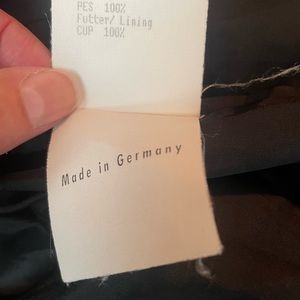 PES 100%
Futter/ Lining
CUP 100%
Made in Germany